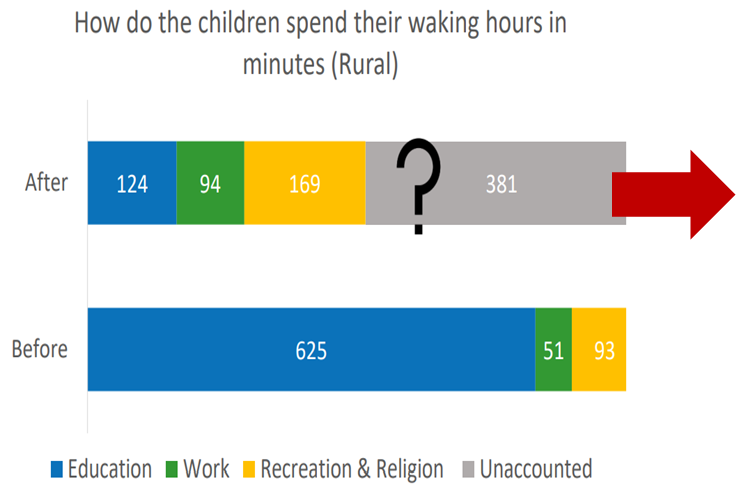 How do the children spend their waking hours in
minutes (Rural)
After
124
94
169
?
381
Before
625
51
93
Education
Work
Recreation & Religion
Unaccounted